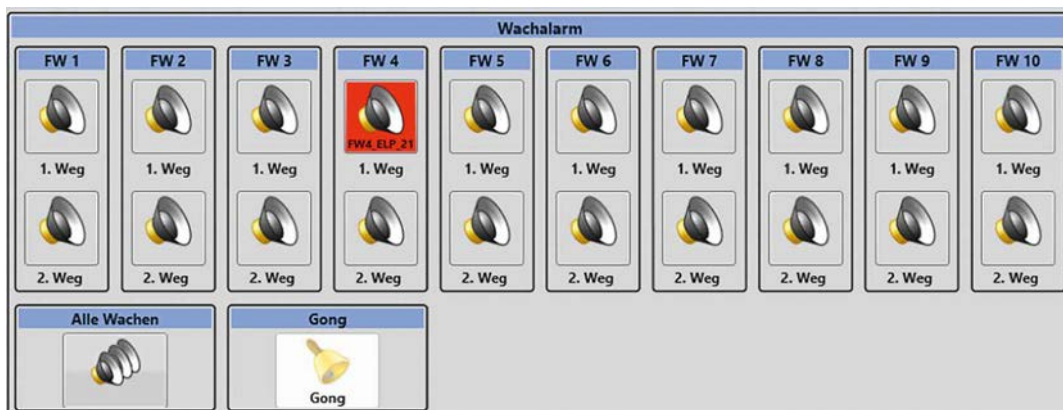 Wachalarm
FW 1 FW 2 FW 3 FW 4 FW 5 FW 6 FW 7 FW 8 FW 9 FW 10
FW4_ELP_21
1. Weg 1. Weg 1. Weg 1. Weg 1. Weg 1. Weg 1. Weg 1. Weg 1. Weg 1. Weg
2. Weg 2. Weg 2. Weg 2. Weg 2. Weg 2. Weg 2. Weg 2. Weg 2. Weg 2. Weg
Alle Wachen Gong
Gong